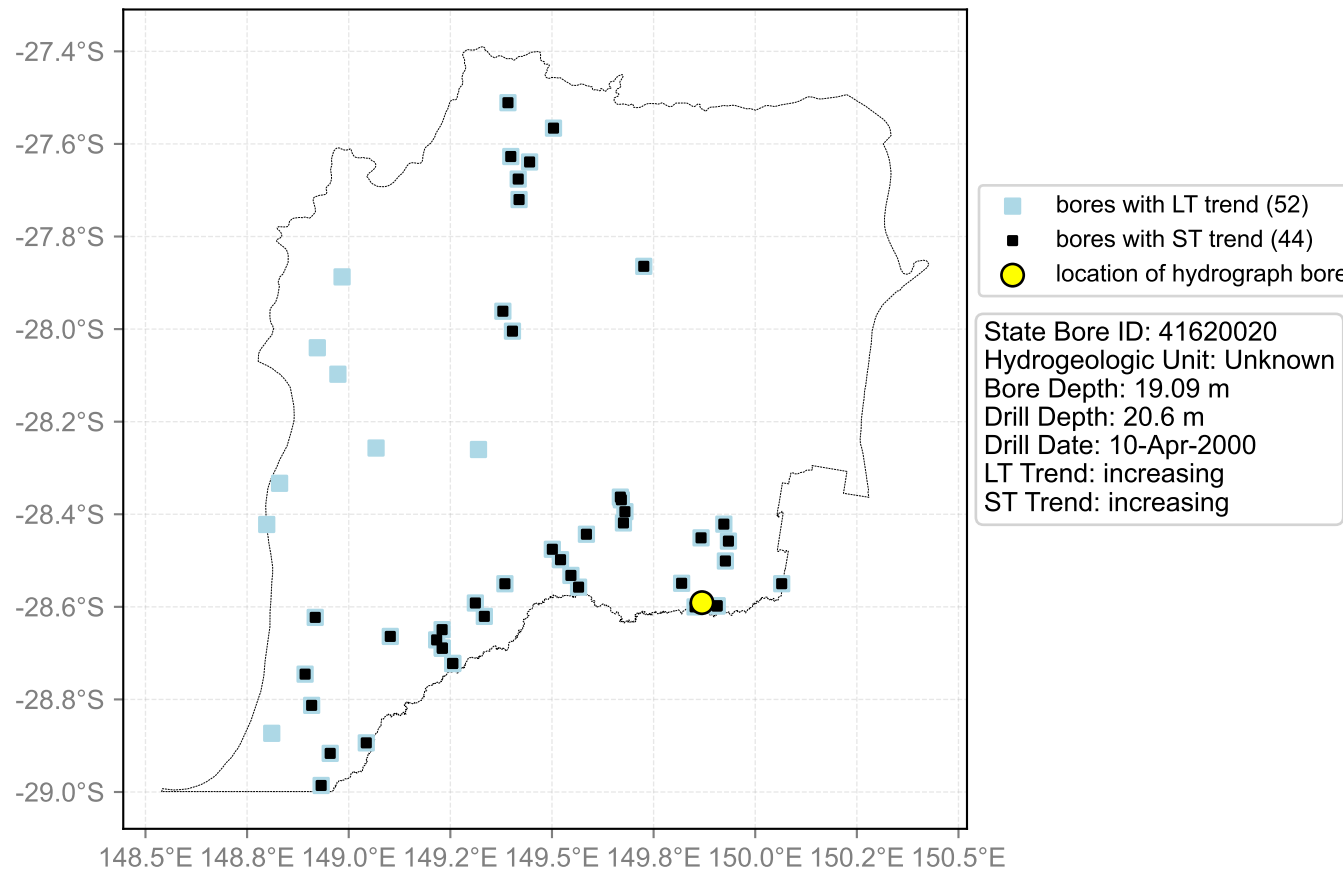 -27.4°S
-27.6°S
-27.8°S
-28.0°S
-28.2°S
-28.4°S
-28.6°S
-28.8°S
-29.0°S
148.5°E 148.8°E 149.0°E 149.2°E 149.5°E 149.8°E 150.0°E 150.2°E 150.5°E
bores with LT trend (52)
bores with ST trend (44)
location of hydrograph bore
State Bore ID: 41620020
Hydrogeologic Unit: Unknown
Bore Depth: 19.09 m
Drill Depth: 20.6 m
Drill Date: 10-Apr-2000
LT Trend: increasing
ST Trend: increasing